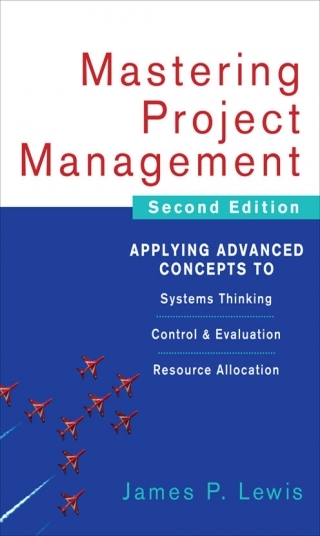 Mastering
Project
Management
Second Edition
APPLYING ADVANCED
CONCEPTS TO
Systems Thinking
Control & Evaluation
Resource Allocation
James P. Lewis